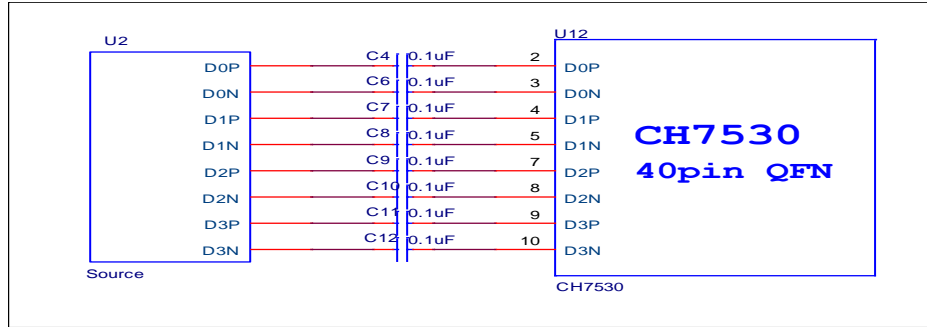 U2 U12
D0P C4 0.1uF 2 D0P
D0N C6 0.1uF 3 D0N
D1P C7 0.1uF 4 D1P
D1N C8 0.1uF 5 D1N
CH7530
D2P C9 0.1uF 7 D2P
40pin QFN
D2N C10 0.1uF 8 D2N
D3P C11 0.1uF 9 D3P
D3N C12 0.1uF 10 D3N
Source
CH7530